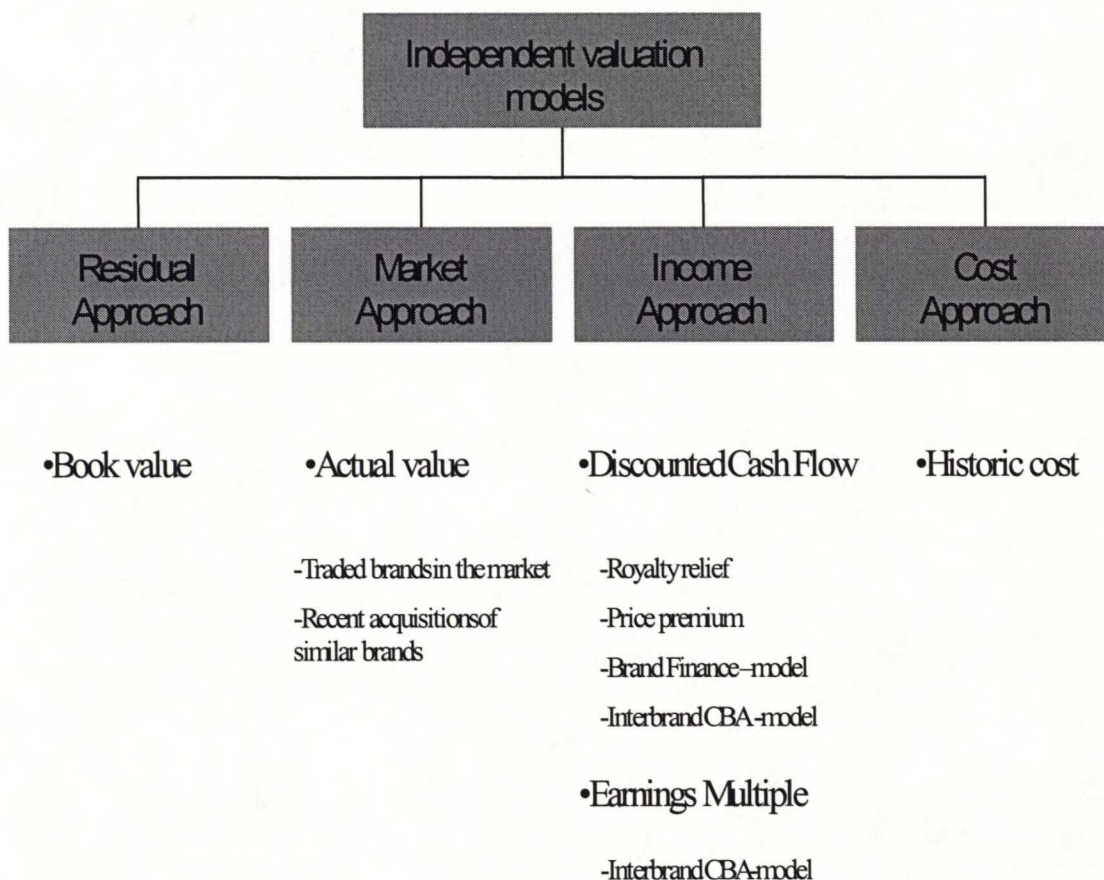 Independent valuation
models
Residual
Approach
Market
Approach
Income
Approach
Cost
Approach
•Book value
•Actual value
-Traded brands in the market
-Recent acquisitions of
similar brands
•Discounted Cash Flow
-Royalty relief
-Price premium
-Brand Finance–model
-Interbrand CBA-model
•Earnings Multiple
-Interbrand CBA-model
•Historic cost